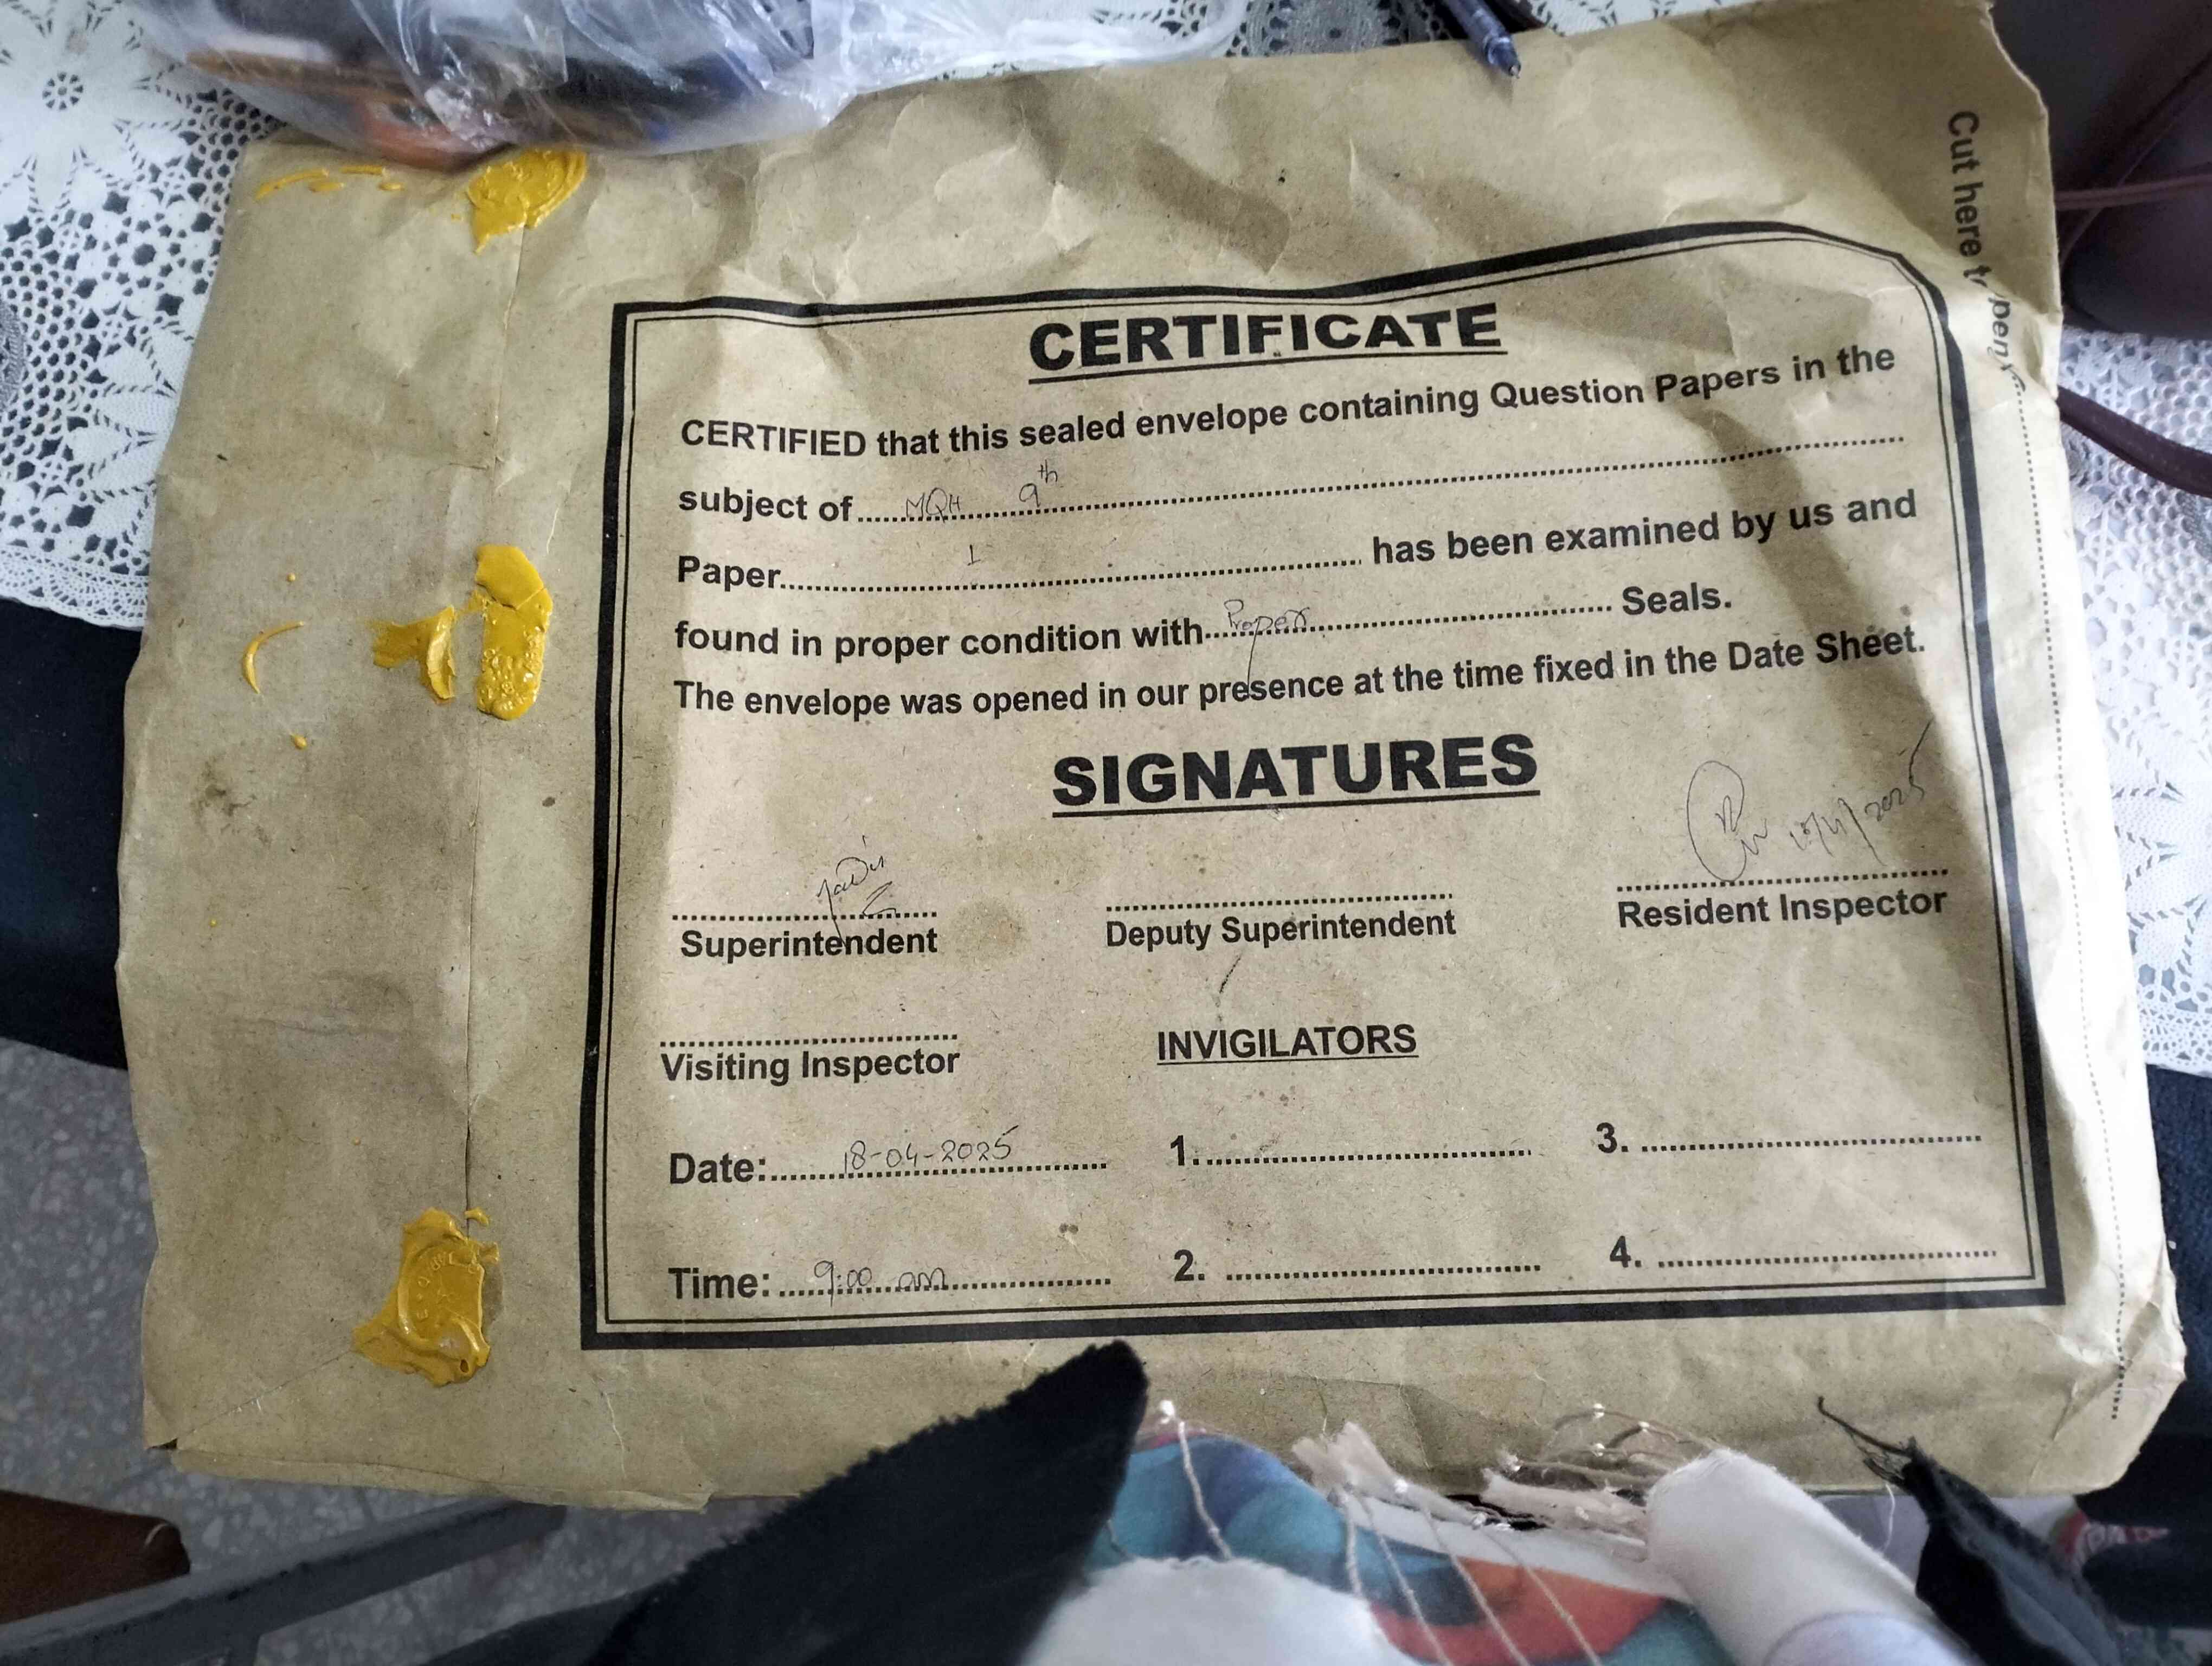 Cut here to open
CERTIFICATE
CERTIFIED that this sealed envelope containing Question Papers in the
subject of MQH 9th
Paper I has been examined by us and
found in proper condition with Proper Seals.
The envelope was opened in our presence at the time fixed in the Date Sheet.
SIGNATURES
Superintendent
Deputy Superintendent
Resident Inspector
Visiting Inspector
INVIGILATORS
Date: 18-04-2025
1.
3.
Time: 9:00 am
2.
4.